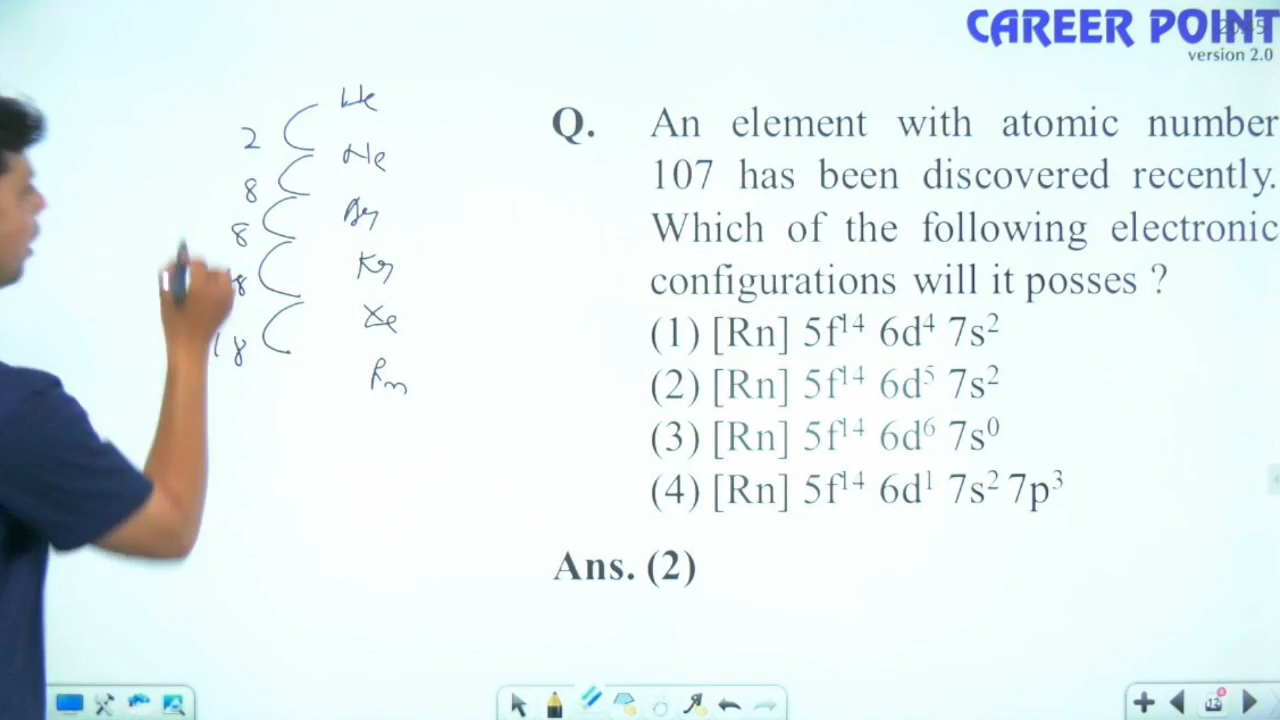 CAREER POINT
version 2.0
He
2
Ne
8
Ar
8
Kr
18
Xe
18
Rn
Q. An element with atomic number
107 has been discovered recently.
Which of the following electronic
configurations will it posses ?
(1) [Rn] 5f¹⁴ 6d⁴ 7s²
(2) [Rn] 5f¹⁴ 6d⁵ 7s²
(3) [Rn] 5f¹⁴ 6d⁶ 7s⁰
(4) [Rn] 5f¹⁴ 6d¹ 7s² 7p³
Ans. (2)